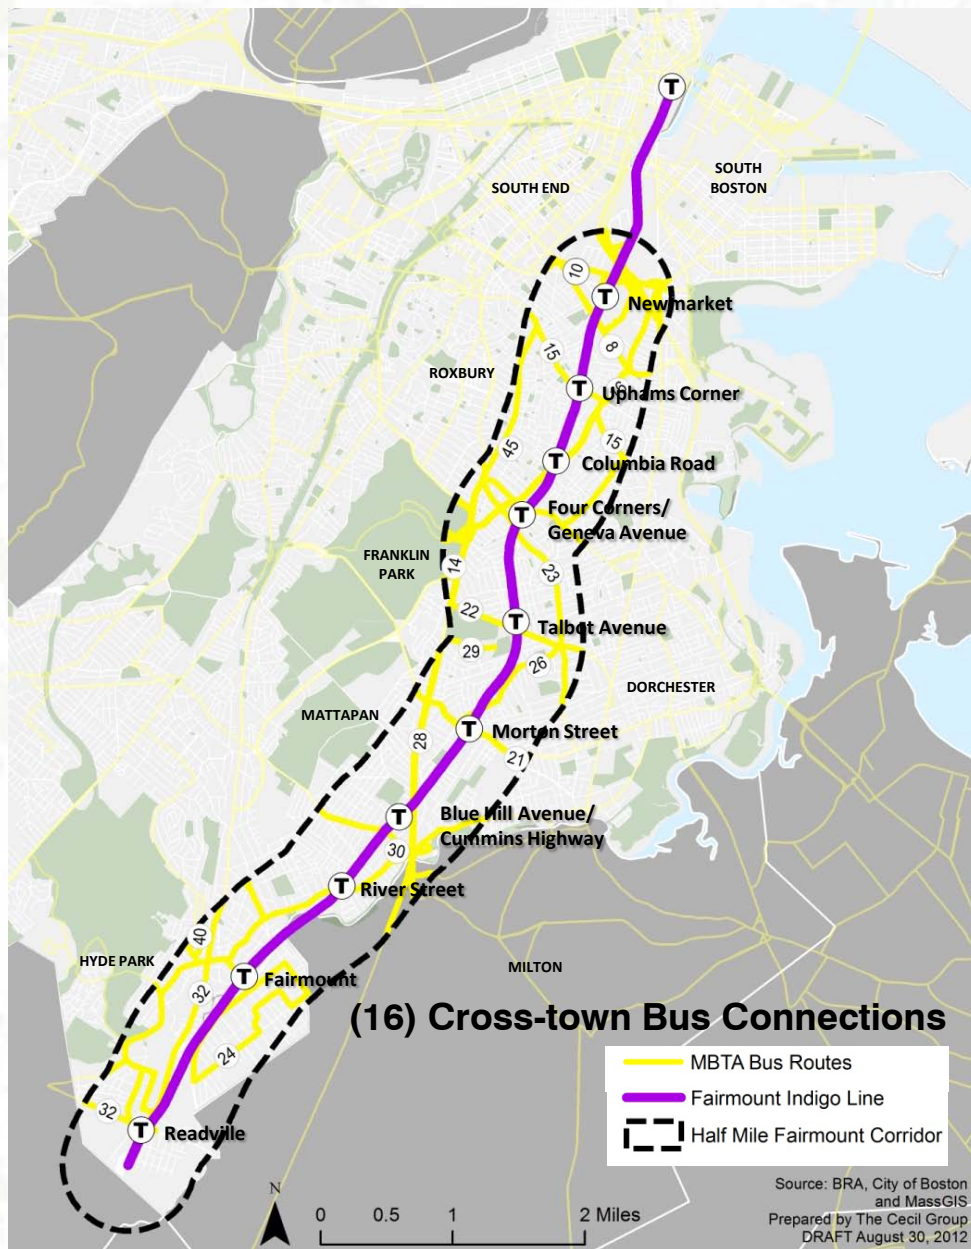 T
SOUTH
BOSTON
SOUTH END
10
T
Newmarket
15
8
ROXBURY
T
Uphams Corner
15
45
T
Columbia Road
T
Four Corners/
Geneva Avenue
FRANKLIN
PARK
14
23
22
T
Talbot Avenue
29
26
DORCHESTER
MATTAPAN
T
Morton Street
28
21
T
Blue Hill Avenue/
Cummins Highway
30
T
River Street
40
HYDE PARK
MILTON
T
Fairmount
32
(16) Cross-town Bus Connections
24
MBTA Bus Routes
Fairmount Indigo Line
Half Mile Fairmount Corridor
32
T
Readville
Source: BRA, City of Boston
and MassGIS
Prepared by The Cecil Group
DRAFT August 30, 2012
N
0 0.5 1 2 Miles